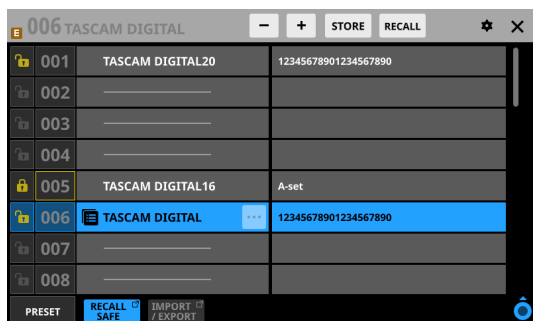 E 006 TASCAM DIGITAL − + STORE RECALL
001 TASCAM DIGITAL20 12345678901234567890
002
003
004
005 TASCAM DIGITAL16 A-set
006 TASCAM DIGITAL ... 12345678901234567890
007
008
PRESET RECALL SAFE IMPORT / EXPORT